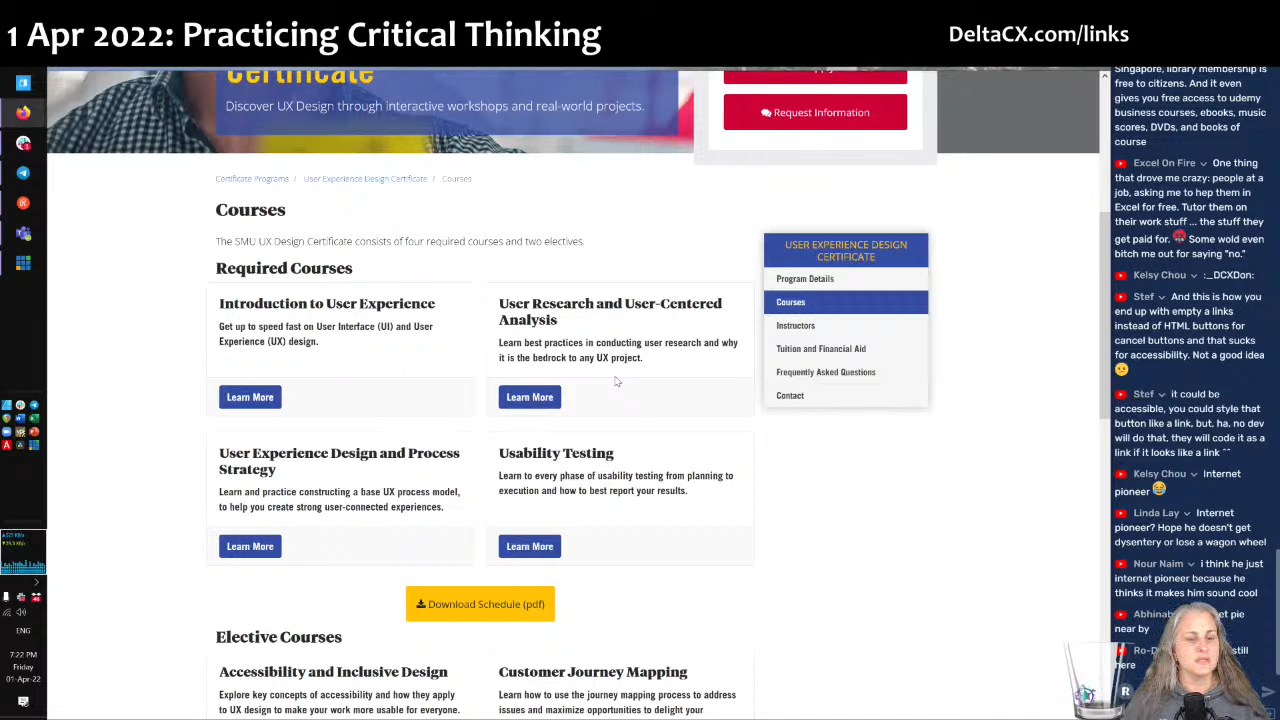 1 Apr 2022: Practicing Critical Thinking
DeltaCX.com/links
Certificate
Discover UX Design through interactive workshops and real-world projects.
Request Information
Certificate Programs / User Experience Design Certificate / Courses
Courses
The SMU UX Design Certificate consists of four required courses and two electives.
Required Courses
Introduction to User Experience
Get up to speed fast on User Interface (UI) and User
Experience (UX) design.
Learn More
User Research and User-Centered
Analysis
Learn best practices in conducting user research and why
it is the bedrock to any UX project.
Learn More
User Experience Design and Process
Strategy
Learn and practice constructing a base UX process model,
to help you create strong user-connected experiences.
Learn More
Usability Testing
Learn to every phase of usability testing from planning to
execution and how to best report your results.
Learn More
Download Schedule (pdf)
Elective Courses
Accessibility and Inclusive Design
Explore key concepts of accessibility and how they apply
to UX design to make your work more usable for everyone.
Customer Journey Mapping
Learn how to use the journey mapping process to address
issues and maximize opportunities to delight your
USER EXPERIENCE DESIGN
CERTIFICATE
Program Details
Courses
Instructors
Tuition and Financial Aid
Frequently Asked Questions
Contact
Singapore, library membership is
free to citizens. And it even
gives you free access to udemy
business courses, ebooks, music
scores, DVDs, and books of
course
Excel On Fire One thing
that drove me crazy: people at a
job, asking me to hep them in
Excel for free. Tutor them on
their work stuff ... the stuff they
get paid for. 😡 Some wold even
bitch me out for saying "no."
Kelsy Chou :_DCXDon:
Stef And this is how you
end up with empty a links
instead of HTML buttons for
cancel buttons and that sucks
for accessibility. Not a good idea
😕
Stef it could be
accessible, you could style that
button like a link, but, ha, no dev
will do that, they will code it as a
link if it looks like a link ^^
Kelsy Chou Internet
pioneer 😂
Linda Lay Internet
pioneer? Hope he doesn't get
dysentery or lose a wagon wheel
Nour Naim i think he just
internet pioneer because he
thinks it makes him sound cool
pie
near by
still
here
R
ENG
7:22 PM
Friday
01-Apr-22